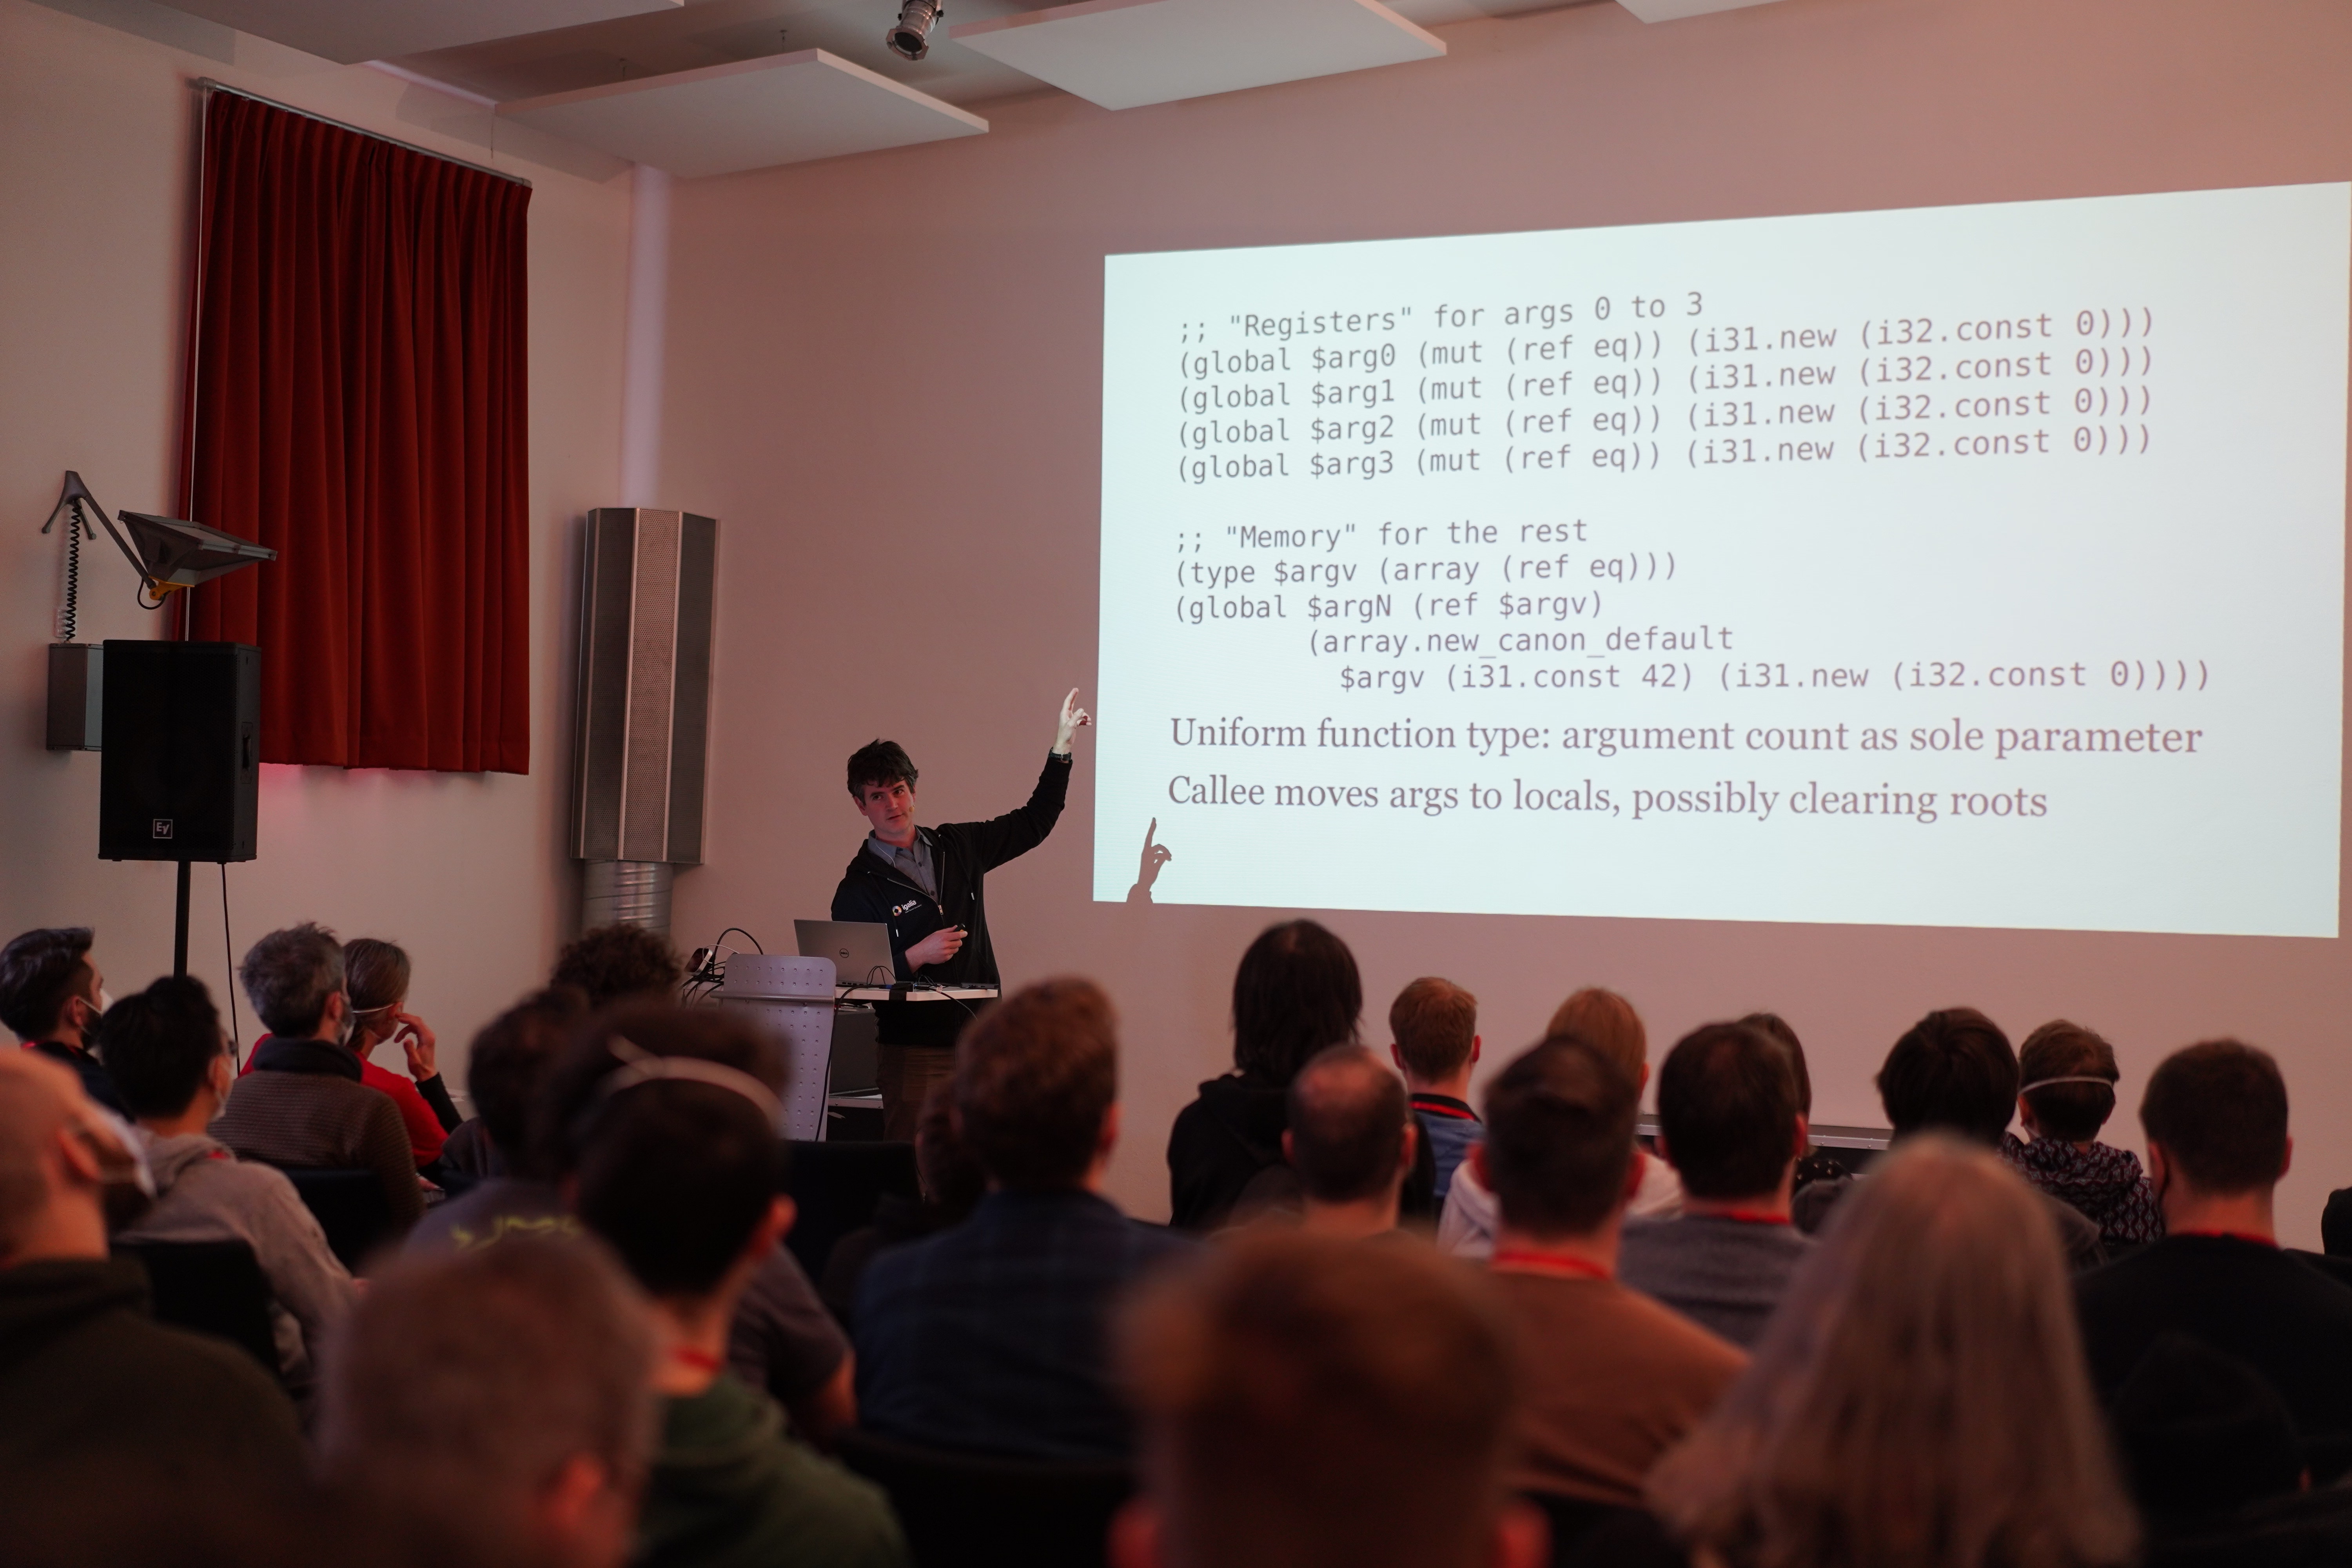 ;; "Registers" for args 0 to 3
(global $arg0 (mut (ref eq)) (i31.new (i32.const 0)))
(global $arg1 (mut (ref eq)) (i31.new (i32.const 0)))
(global $arg2 (mut (ref eq)) (i31.new (i32.const 0)))
(global $arg3 (mut (ref eq)) (i31.new (i32.const 0)))
;; "Memory" for the rest
(type $argv (array (ref eq)))
(global $argN (ref $argv)
(array.new_canon_default
$argv (i31.const 42) (i31.new (i32.const 0))))
Uniform function type: argument count as sole parameter
Callee moves args to locals, possibly clearing roots
EV
igalia
DELL